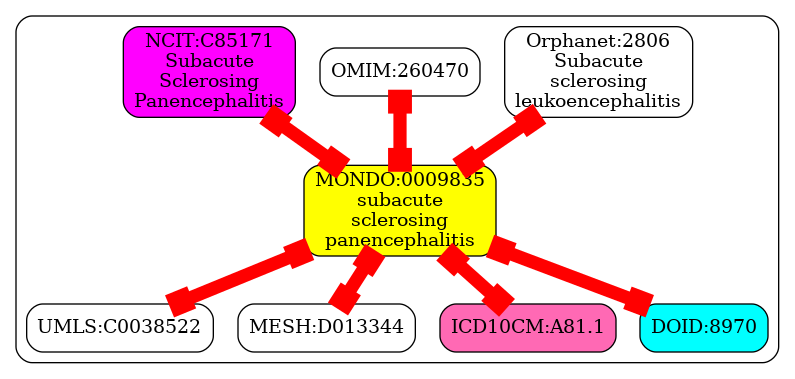 NCIT:C85171
Subacute
Sclerosing
Panencephalitis
OMIM:260470
Orphanet:2806
Subacute
sclerosing
leukoencephalitis
MONDO:0009835
subacute
sclerosing
panencephalitis
UMLS:C0038522
MESH:D013344
ICD10CM:A81.1
DOID:8970